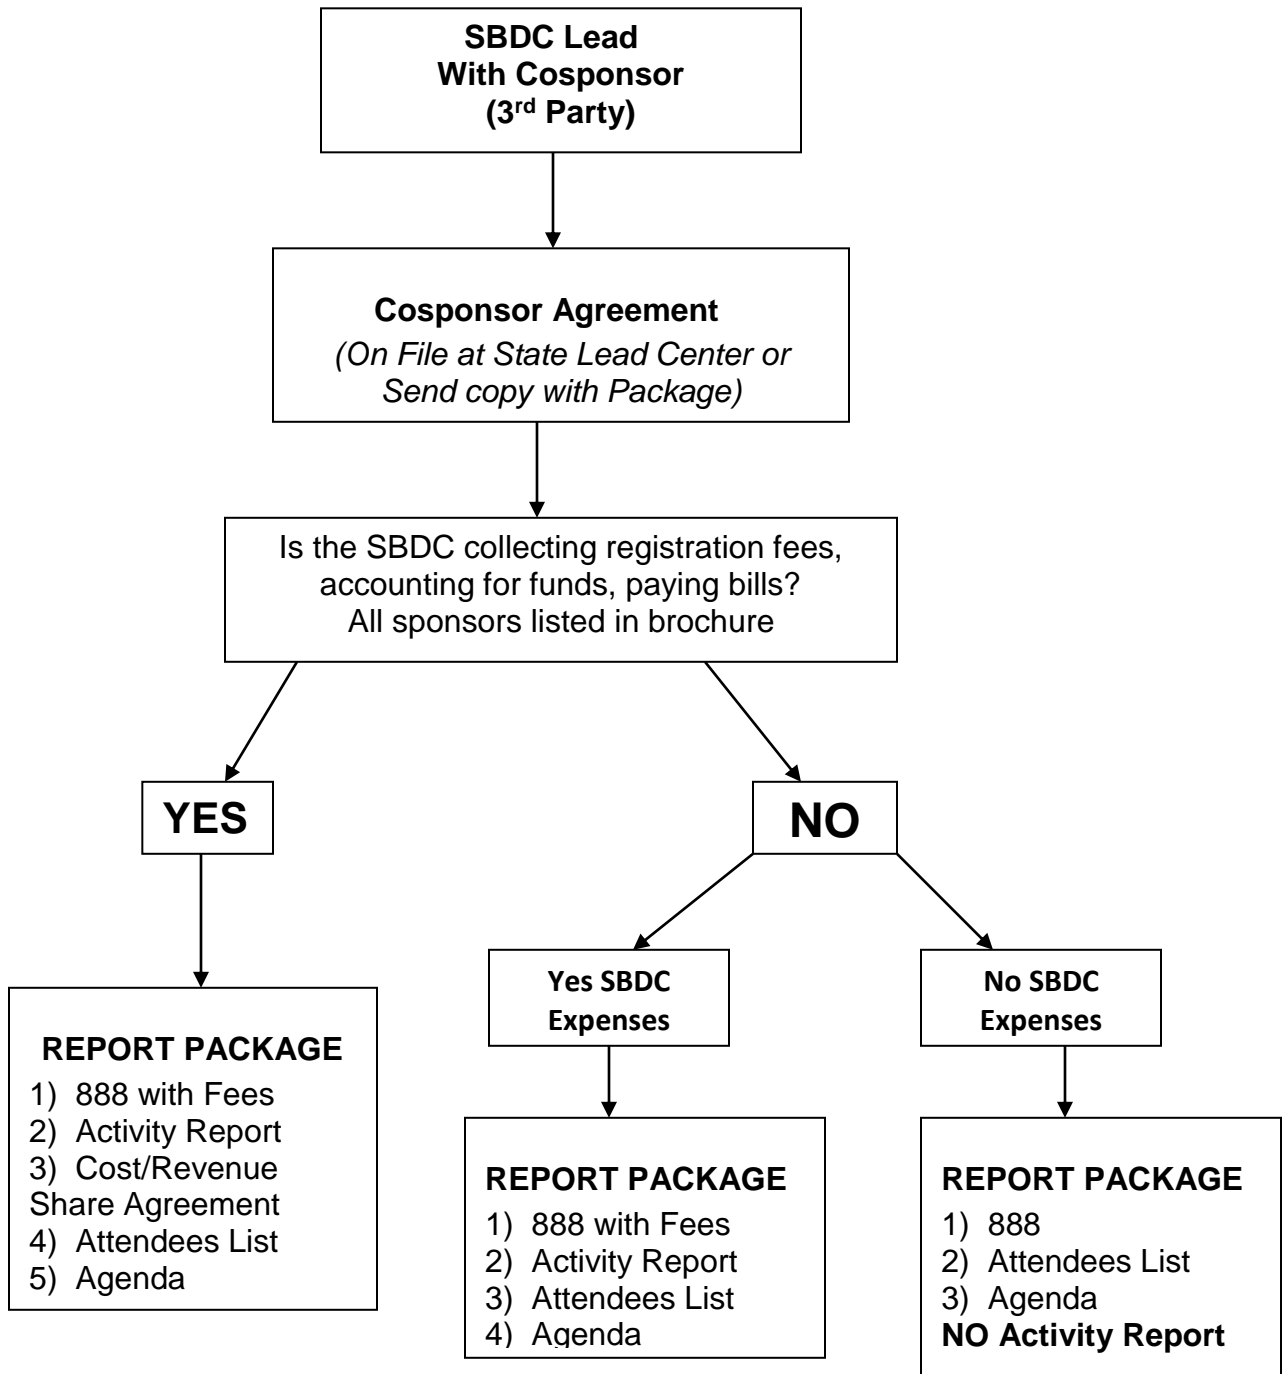 SBDC Lead
With Cosponsor
(3rd Party)
Cosponsor Agreement
(On File at State Lead Center or
Send copy with Package)
Is the SBDC collecting registration fees,
accounting for funds, paying bills?
All sponsors listed in brochure
YES
NO
Yes SBDC
Expenses
No SBDC
Expenses
REPORT PACKAGE
1) 888 with Fees
2) Activity Report
3) Cost/Revenue
Share Agreement
4) Attendees List
5) Agenda
REPORT PACKAGE
1) 888 with Fees
2) Activity Report
3) Attendees List
4) Agenda
REPORT PACKAGE
1) 888
2) Attendees List
3) Agenda
NO Activity Report